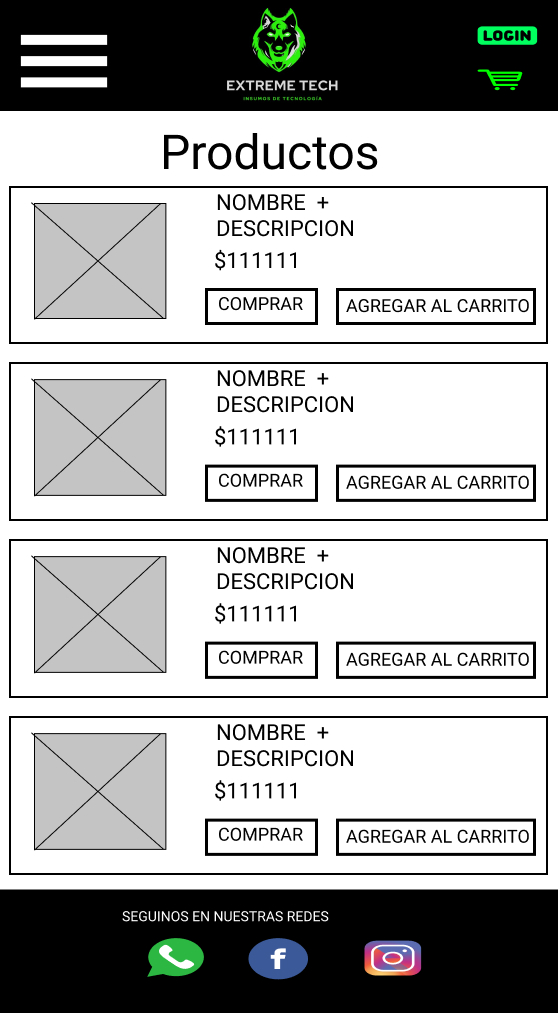 LOGIN
EXTREME TECH
INSUMOS DE TECNOLOGÍA
Productos
NOMBRE +
DESCRIPCION
$111111
COMPRAR
AGREGAR AL CARRITO
NOMBRE +
DESCRIPCION
$111111
COMPRAR
AGREGAR AL CARRITO
NOMBRE +
DESCRIPCION
$111111
COMPRAR
AGREGAR AL CARRITO
NOMBRE +
DESCRIPCION
$111111
COMPRAR
AGREGAR AL CARRITO
SEGUINOS EN NUESTRAS REDES
f